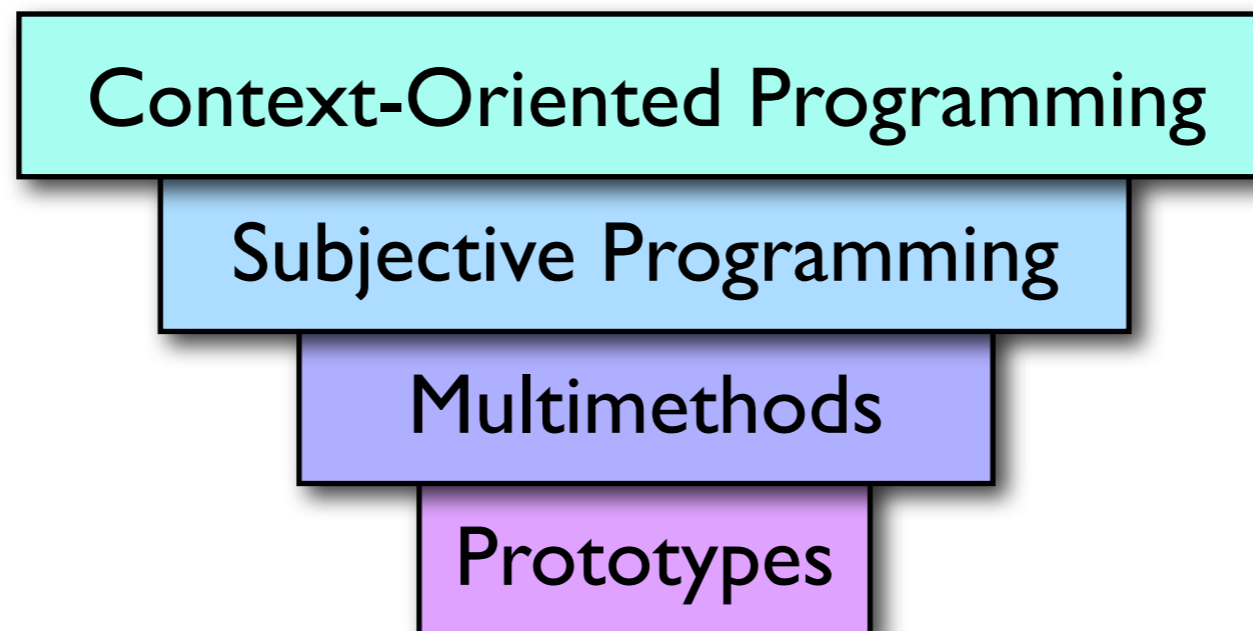 Context-Oriented Programming
Subjective Programming
Multimethods
Prototypes